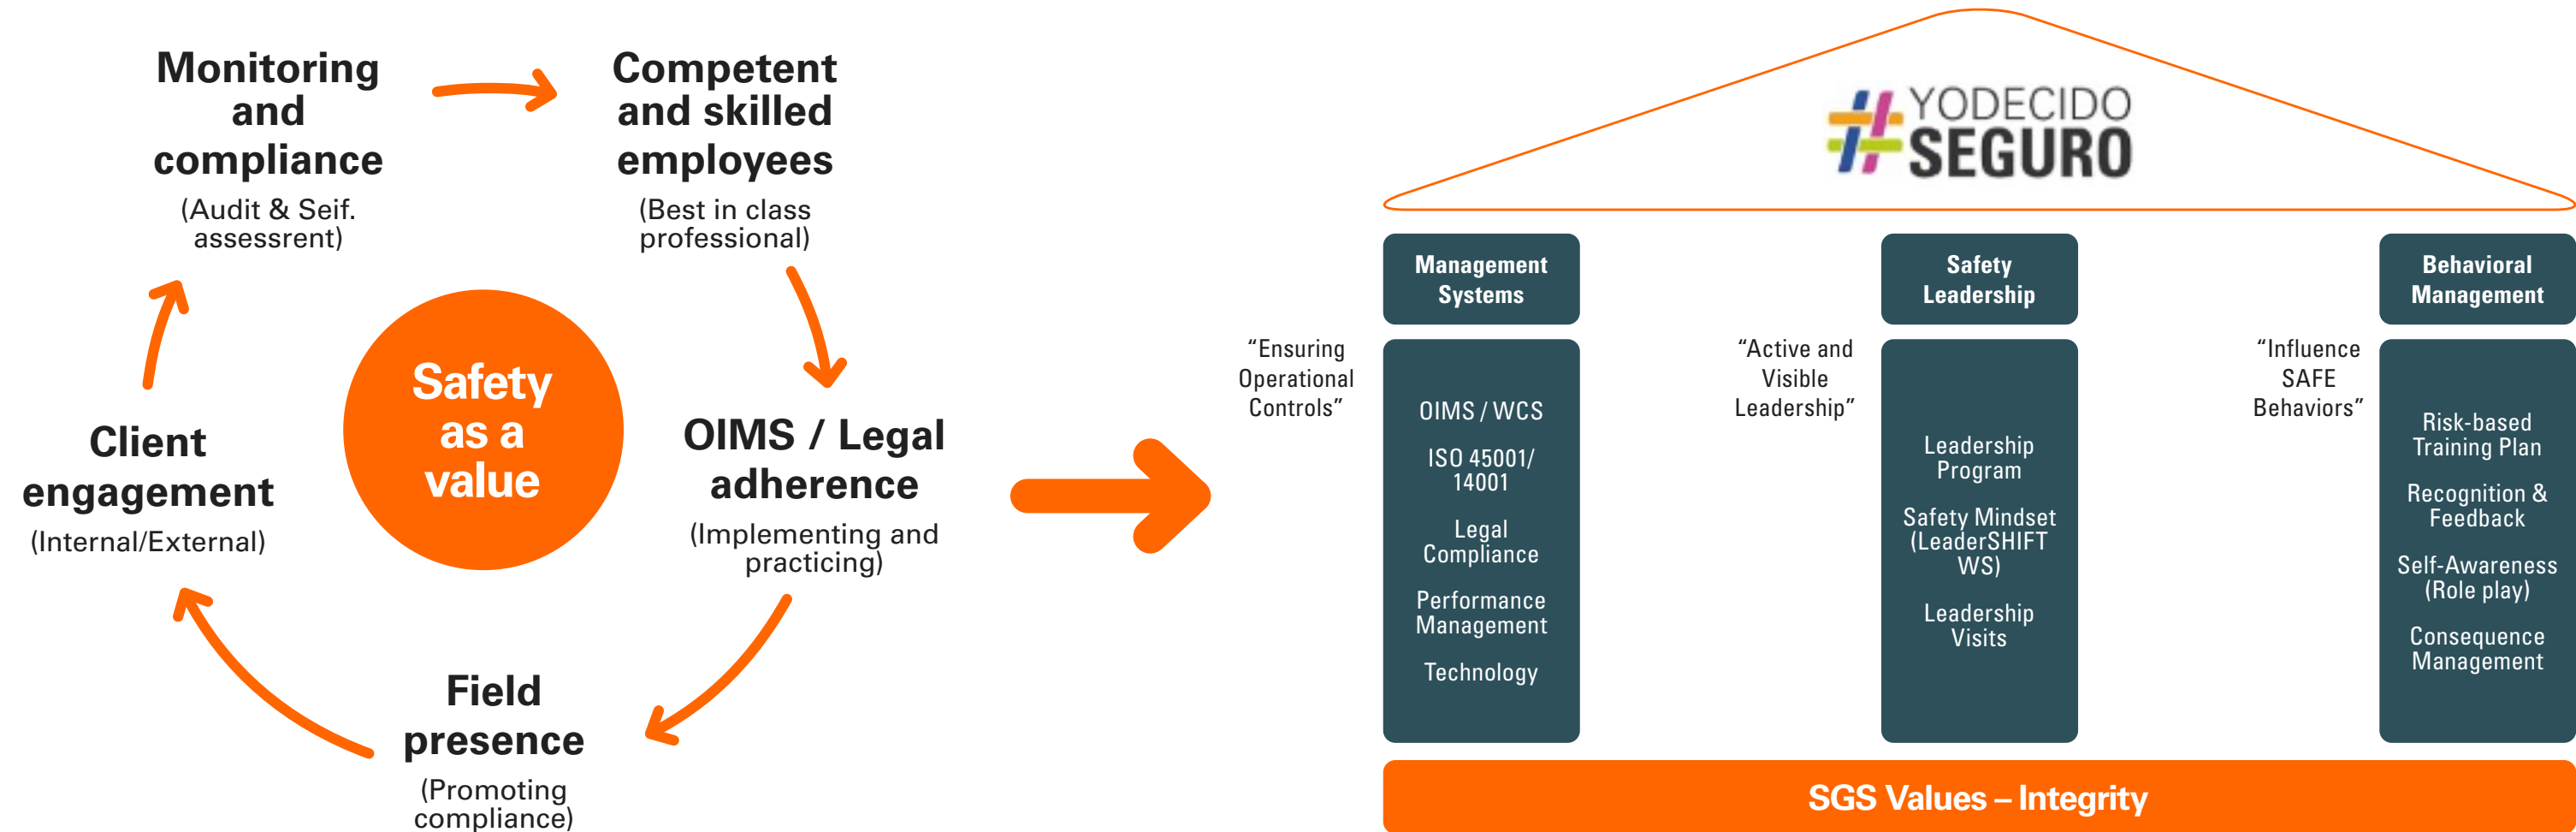 Monitoring
and
compliance
(Audit & Seif.
assessrent)
Competent
and skilled
employees
(Best in class
professional)
Safety
as a
value
Client
engagement
(Internal/External)
OIMS / Legal
adherence
(Implementing and
practicing)
Field
presence
(Promoting
compliance)
#YODECIDO
SEGURO
Management
Systems
"Ensuring
Operational
Controls"
OIMS / WCS
ISO 45001/
14001
Legal
Compliance
Performance
Management
Technology
Safety
Leadership
"Active and
Visible
Leadership"
Leadership
Program
Safety Mindset
(LeaderSHIFT
WS)
Leadership
Visits
Behavioral
Management
"Influence
SAFE
Behaviors"
Risk-based
Training Plan
Recognition &
Feedback
Self-Awareness
(Role play)
Consequence
Management
SGS Values – Integrity